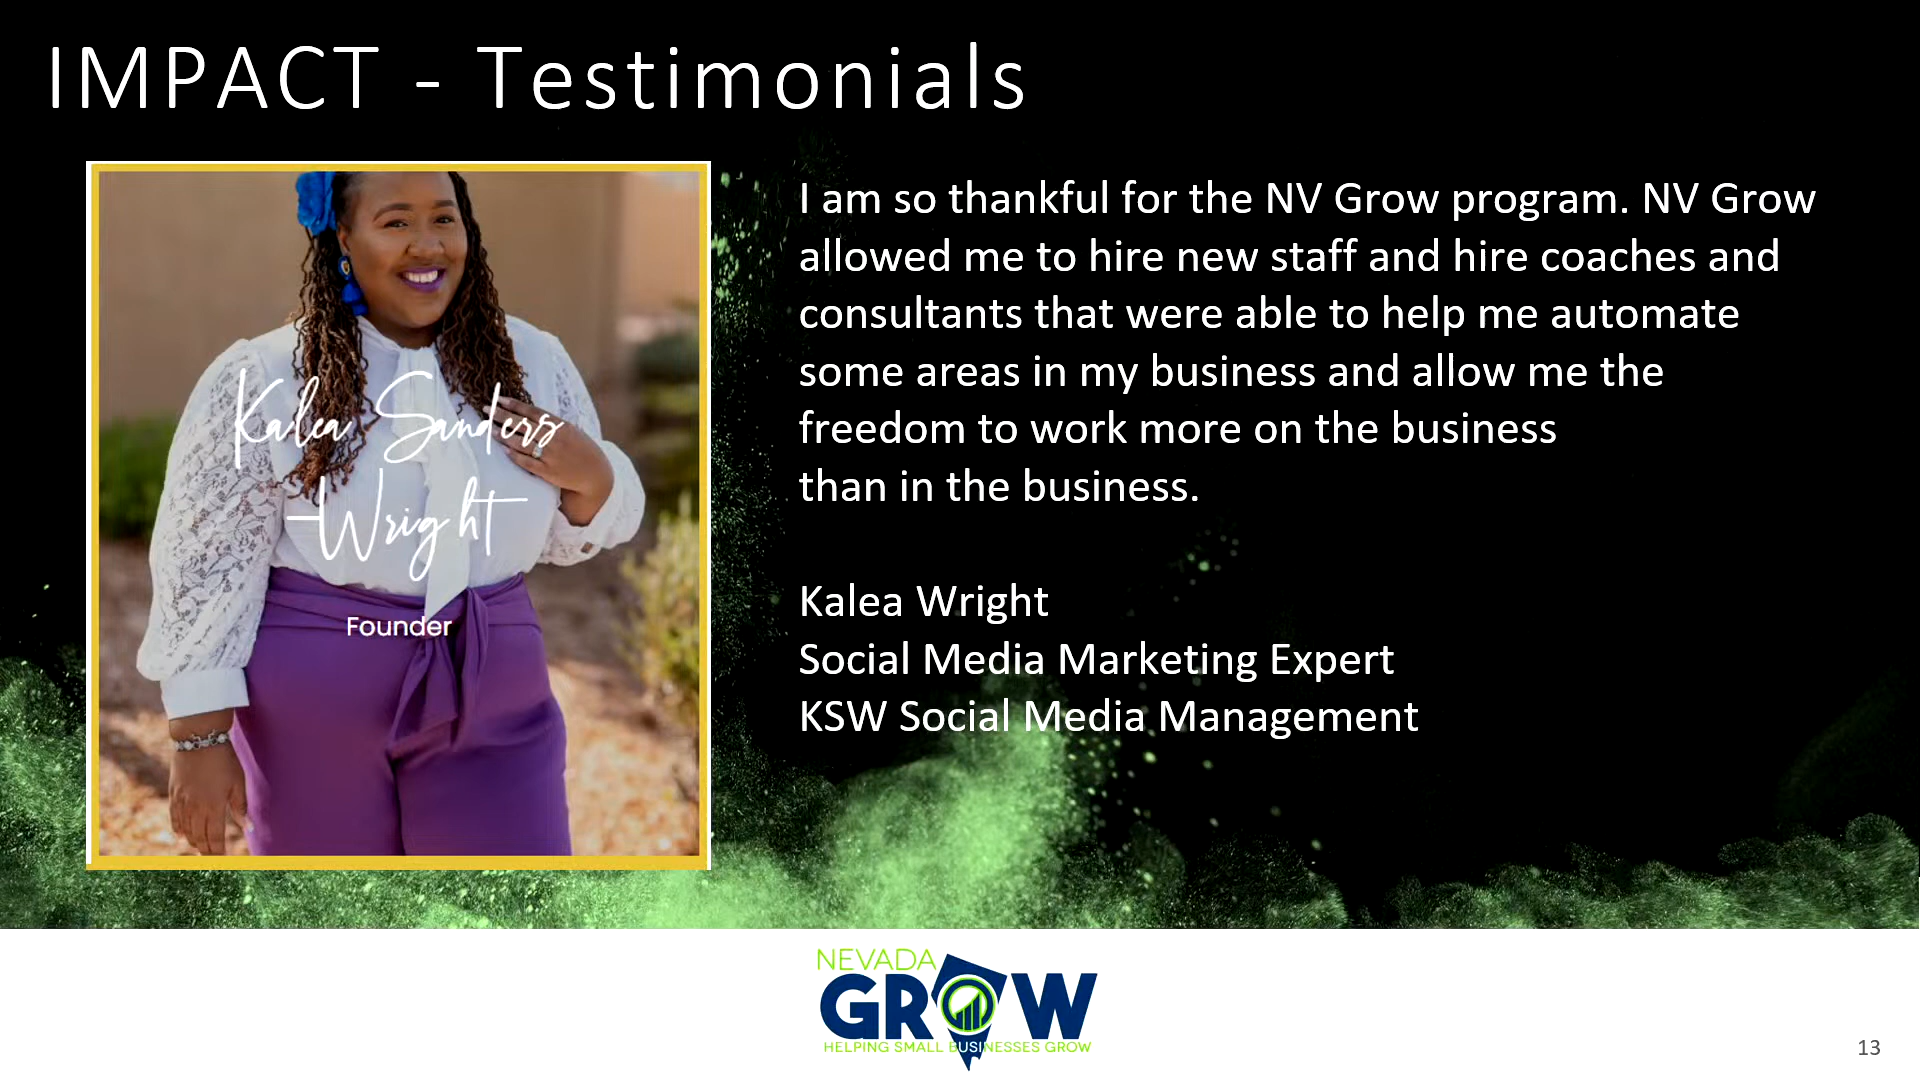 IMPACT - Testimonials
Kalea Sanders
Wright
Founder
I am so thankful for the NV Grow program. NV Grow
allowed me to hire new staff and hire coaches and
consultants that were able to help me automate
some areas in my business and allow me the
freedom to work more on the business
than in the business.
Kalea Wright
Social Media Marketing Expert
KSW Social Media Management
NEVADA
GROW
HELPING SMALL BUSINESSES GROW
13